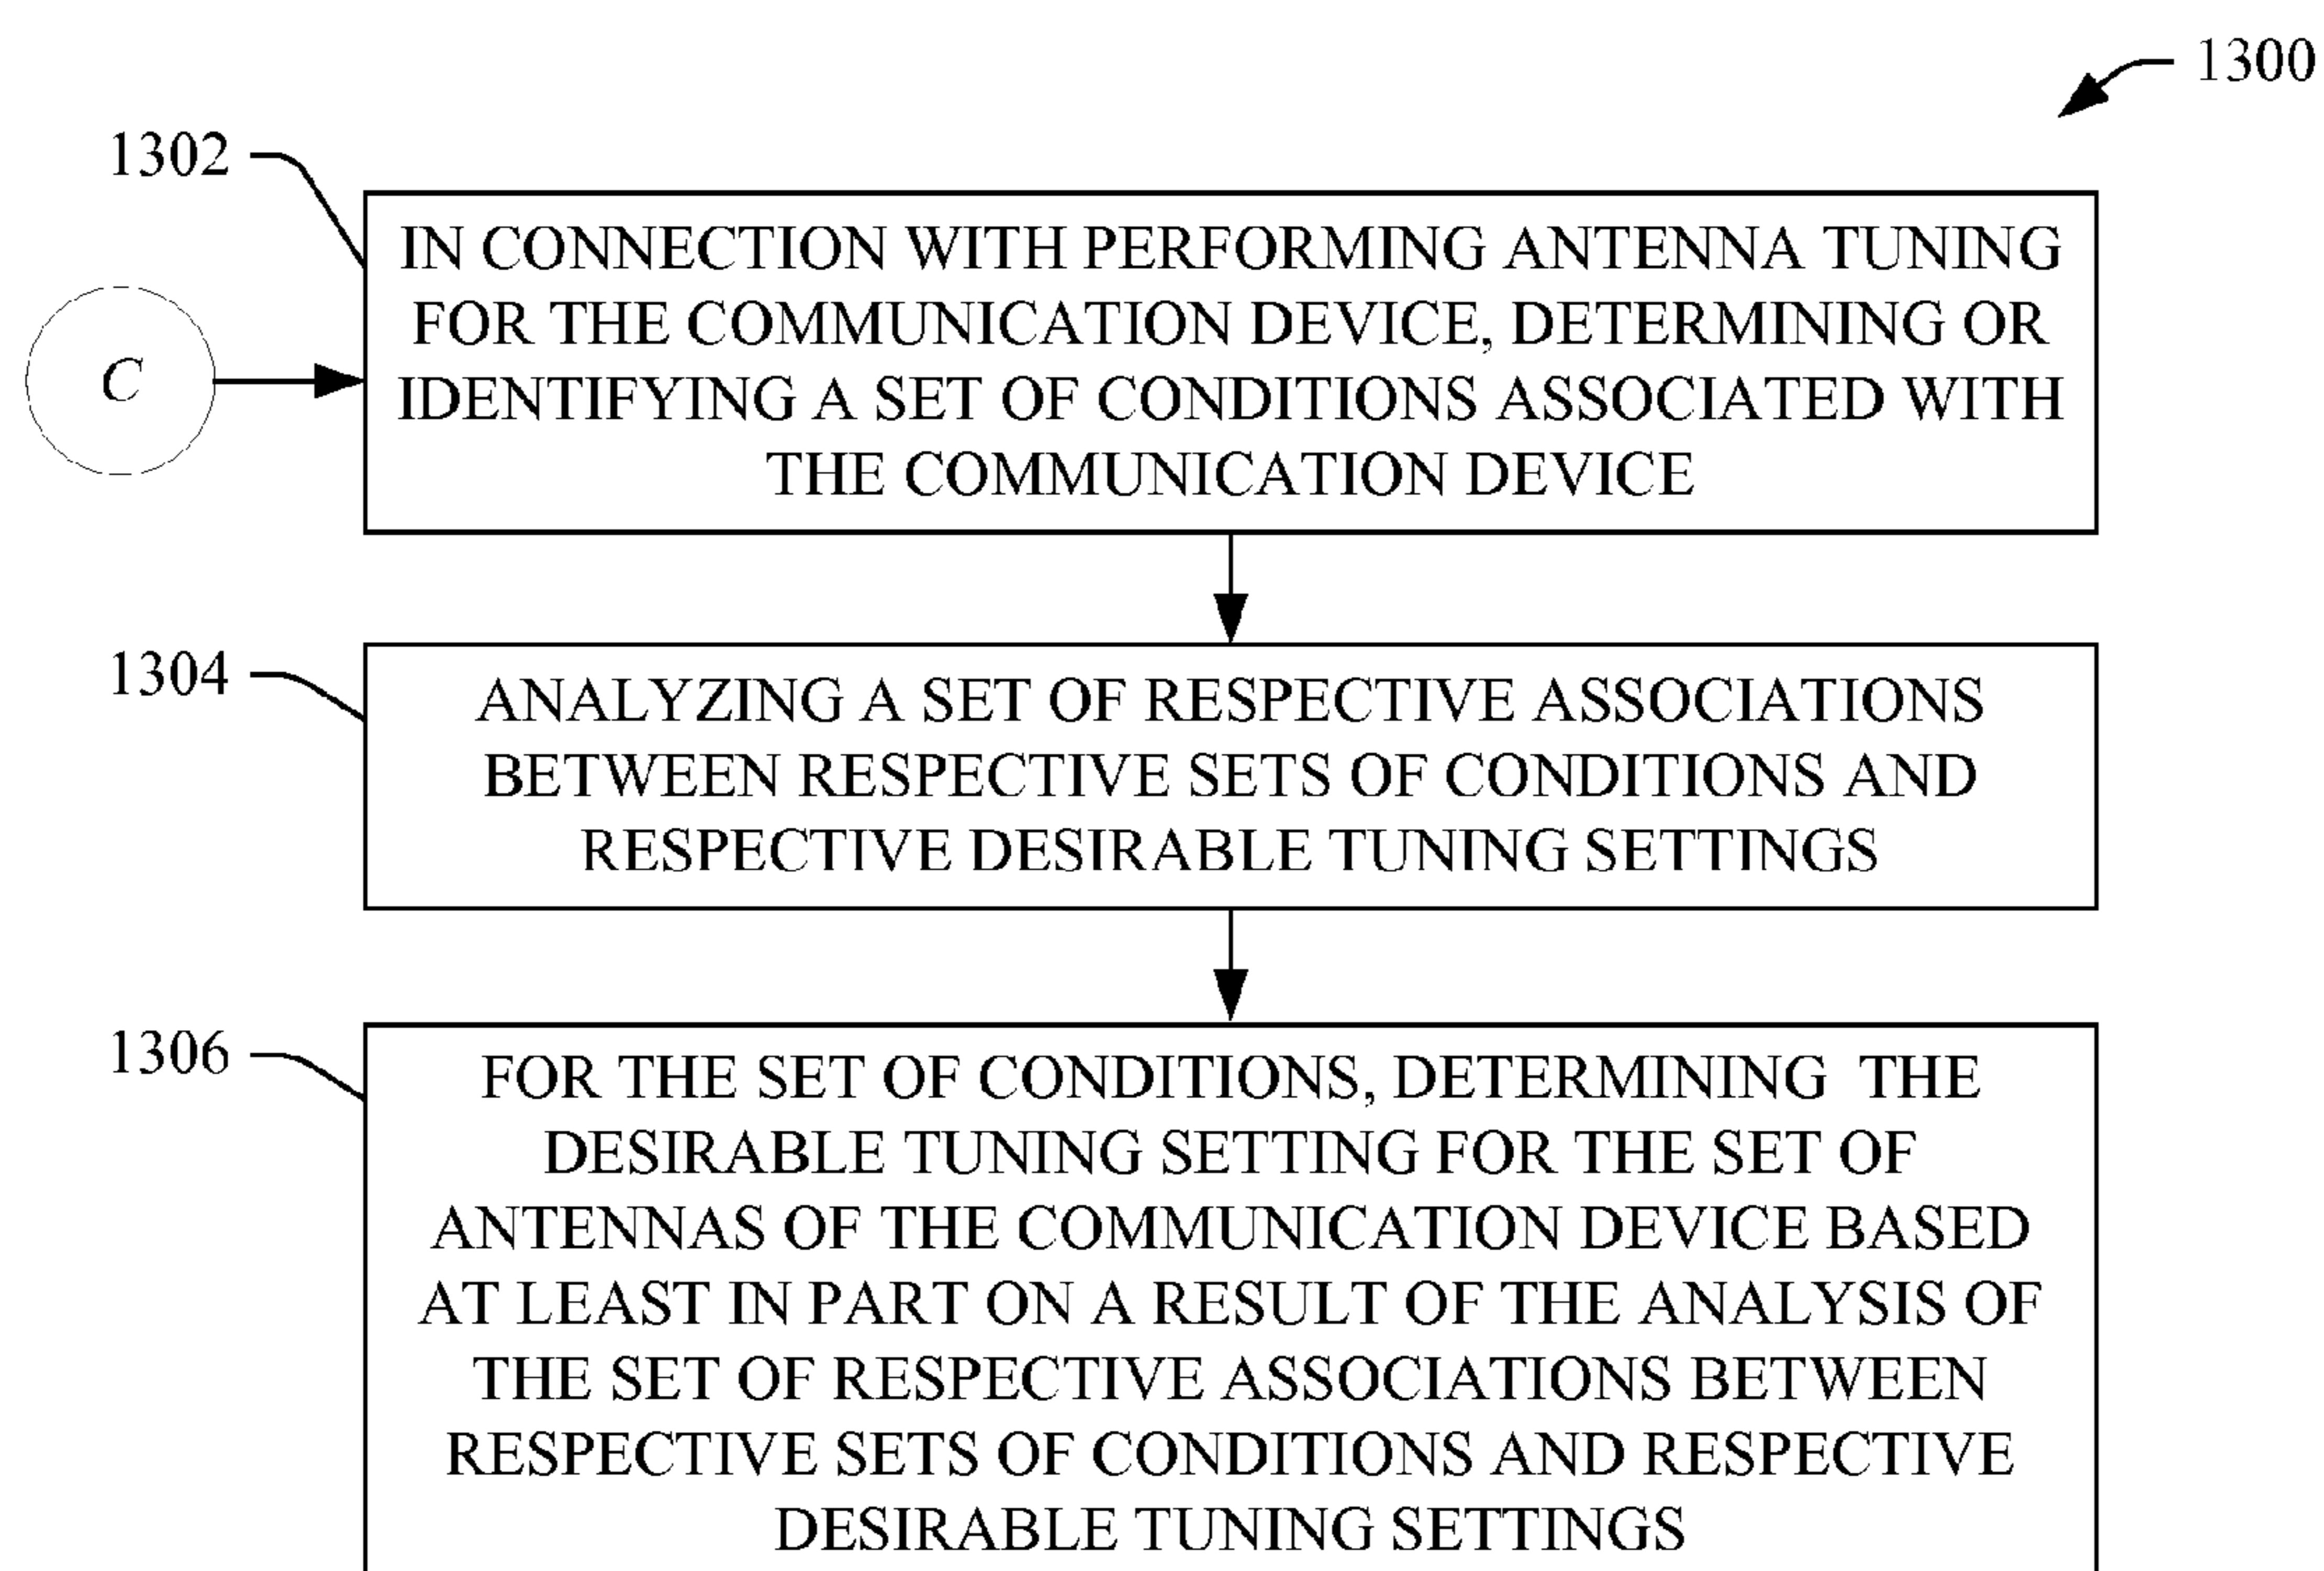 1300
1302
IN CONNECTION WITH PERFORMING ANTENNA TUNING
FOR THE COMMUNICATION DEVICE, DETERMINING OR
IDENTIFYING A SET OF CONDITIONS ASSOCIATED WITH
THE COMMUNICATION DEVICE
C
1304
ANALYZING A SET OF RESPECTIVE ASSOCIATIONS
BETWEEN RESPECTIVE SETS OF CONDITIONS AND
RESPECTIVE DESIRABLE TUNING SETTINGS
1306
FOR THE SET OF CONDITIONS, DETERMINING THE
DESIRABLE TUNING SETTING FOR THE SET OF
ANTENNAS OF THE COMMUNICATION DEVICE BASED
AT LEAST IN PART ON A RESULT OF THE ANALYSIS OF
THE SET OF RESPECTIVE ASSOCIATIONS BETWEEN
RESPECTIVE SETS OF CONDITIONS AND RESPECTIVE
DESIRABLE TUNING SETTINGS